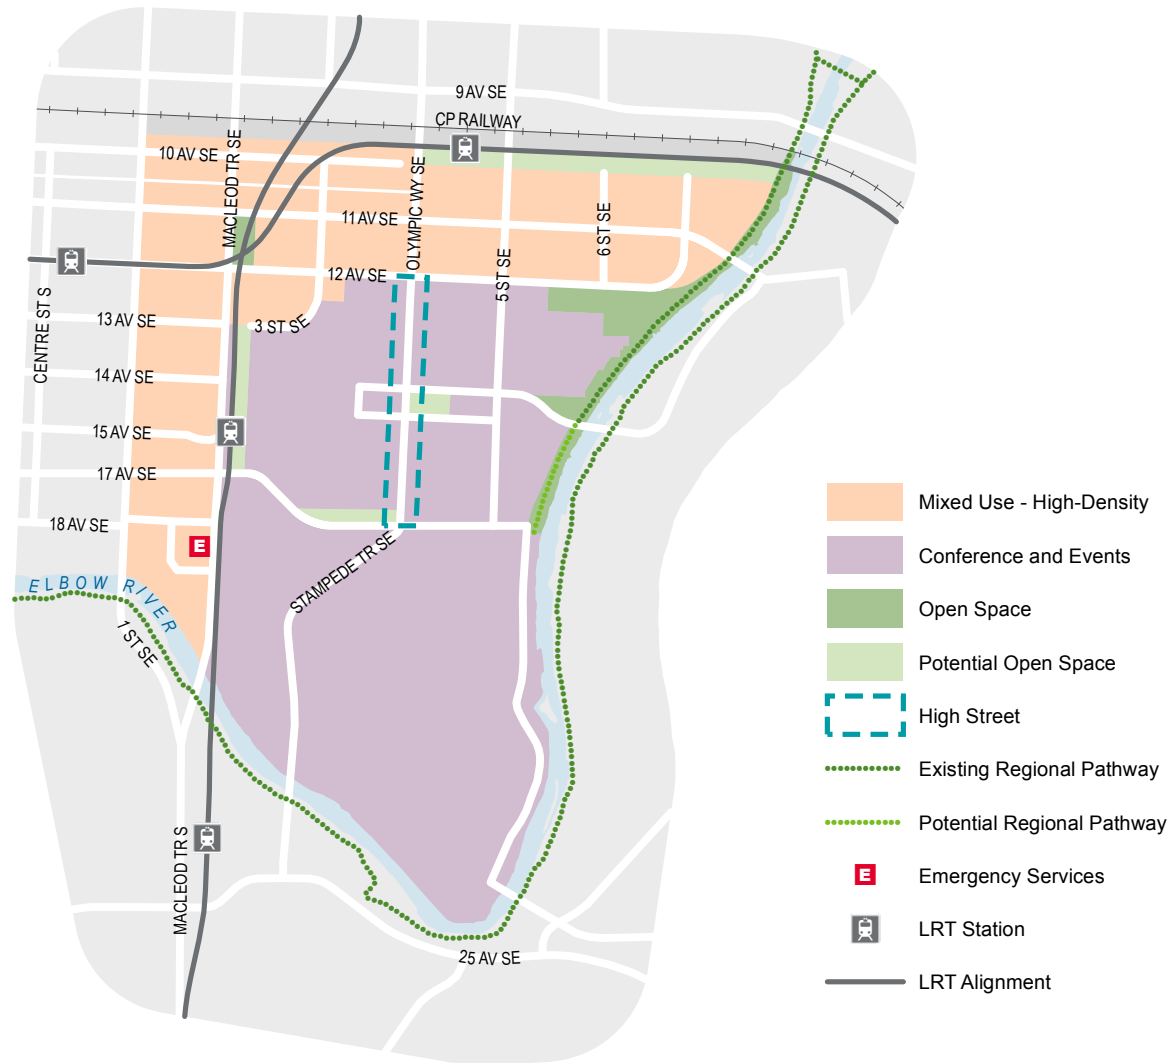 9 AV SE
CP RAILWAY
10 AV SE
MACLEOD TR SE
OLYMPIC WY SE
11 AV SE
6 ST SE
12 AV SE
5 ST SE
CENTRE ST S
13 AV SE
3 ST SE
14 AV SE
15 AV SE
17 AV SE
18 AV SE
E
STAMPEDE TR SE
ELBOW RIVER
1 ST SE
MACLEOD TR S
25 AV SE
Mixed Use - High-Density
Conference and Events
Open Space
Potential Open Space
High Street
Existing Regional Pathway
Potential Regional Pathway
E
Emergency Services
LRT Station
LRT Alignment